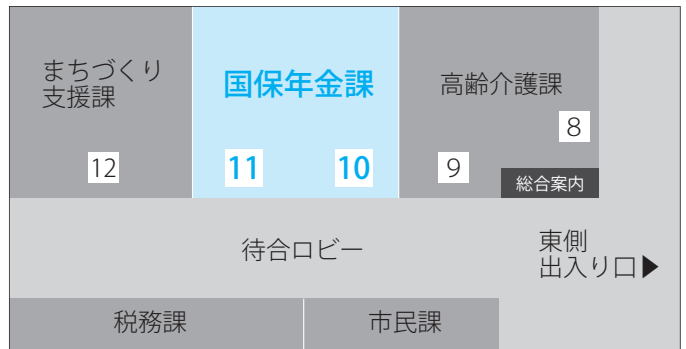 まちづくり
支援課
国保年金課
高齢介護課
8
12
11
10
9
総合案内
待合ロビー
東側
出入り口▶
税務課
市民課